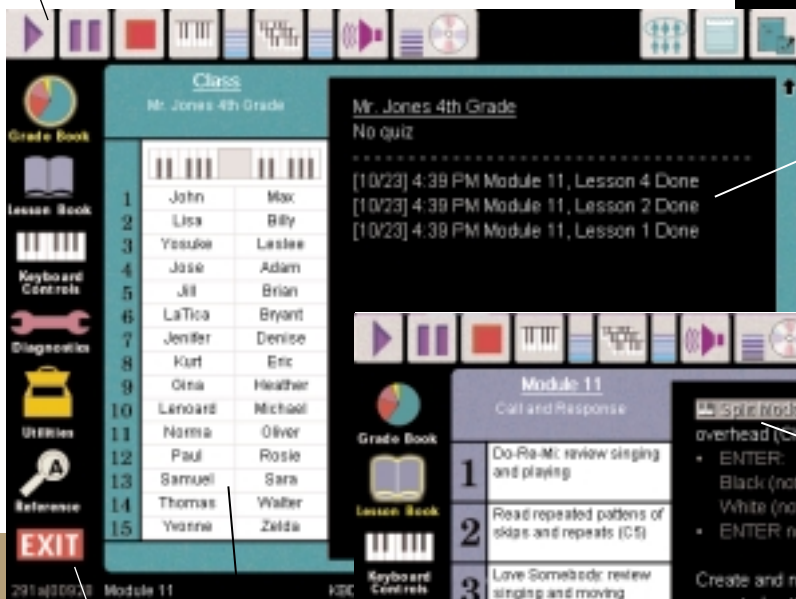 Class
Mr. Jones 4th Grade
Grade Book
Lesson Book
Keyboard
Controls
Diagnostics
Utilities
Reference
EXIT
1 John Max
2 Lisa Billy
3 Yosuke Leslee
4 Jose Adam
5 Jill Brian
6 LaTica Bryant
7 Jenifer Denise
8 Kurt Eric
9 Gina Heather
10 Lenoard Michael
11 Norma Oliver
12 Paul Rosie
13 Samuel Sara
14 Thomas Walter
15 Yvonne Zelda
Module 11
Mr. Jones 4th Grade
No quiz
[10/23] 4:39 PM Module 11, Lesson 4 Done
[10/23] 4:39 PM Module 11, Lesson 2 Done
[10/23] 4:39 PM Module 11, Lesson 1 Done
Grade Book
Lesson Book
Keyboard
Controls
Module 11
Call and Response
1 Do-Re-Mi: review singing
and playing
2 Read repeated patterns of
skips and repeats (C5)
3 Love Somebody: review
singing and moving
Split
overhead
• ENTER:
Black
White
• ENTER
Create and